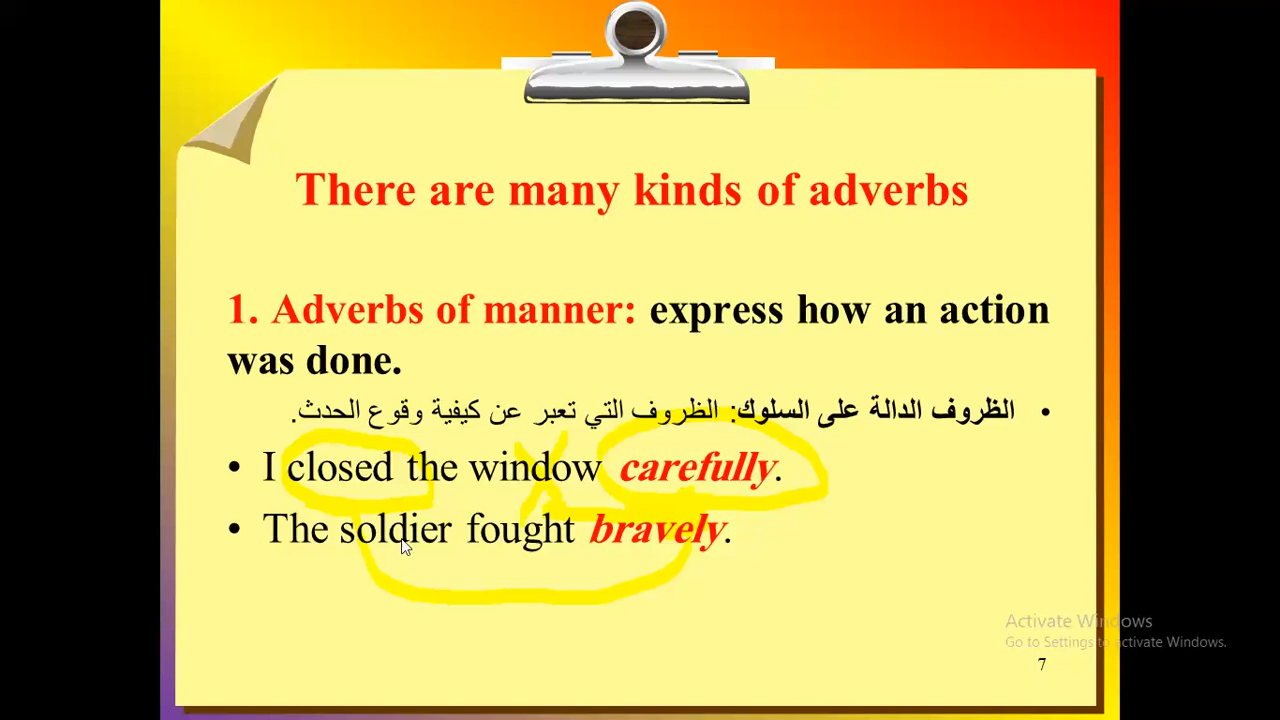 There are many kinds of adverbs
1. Adverbs of manner: express how an action
was done.
• الظروف الدالة على السلوك: الظروف التي تعبر عن كيفية وقوع الحدث.
• I closed the window carefully.
• The soldier fought bravely.
Activate Windows
Go to Settings to activate Windows.
7